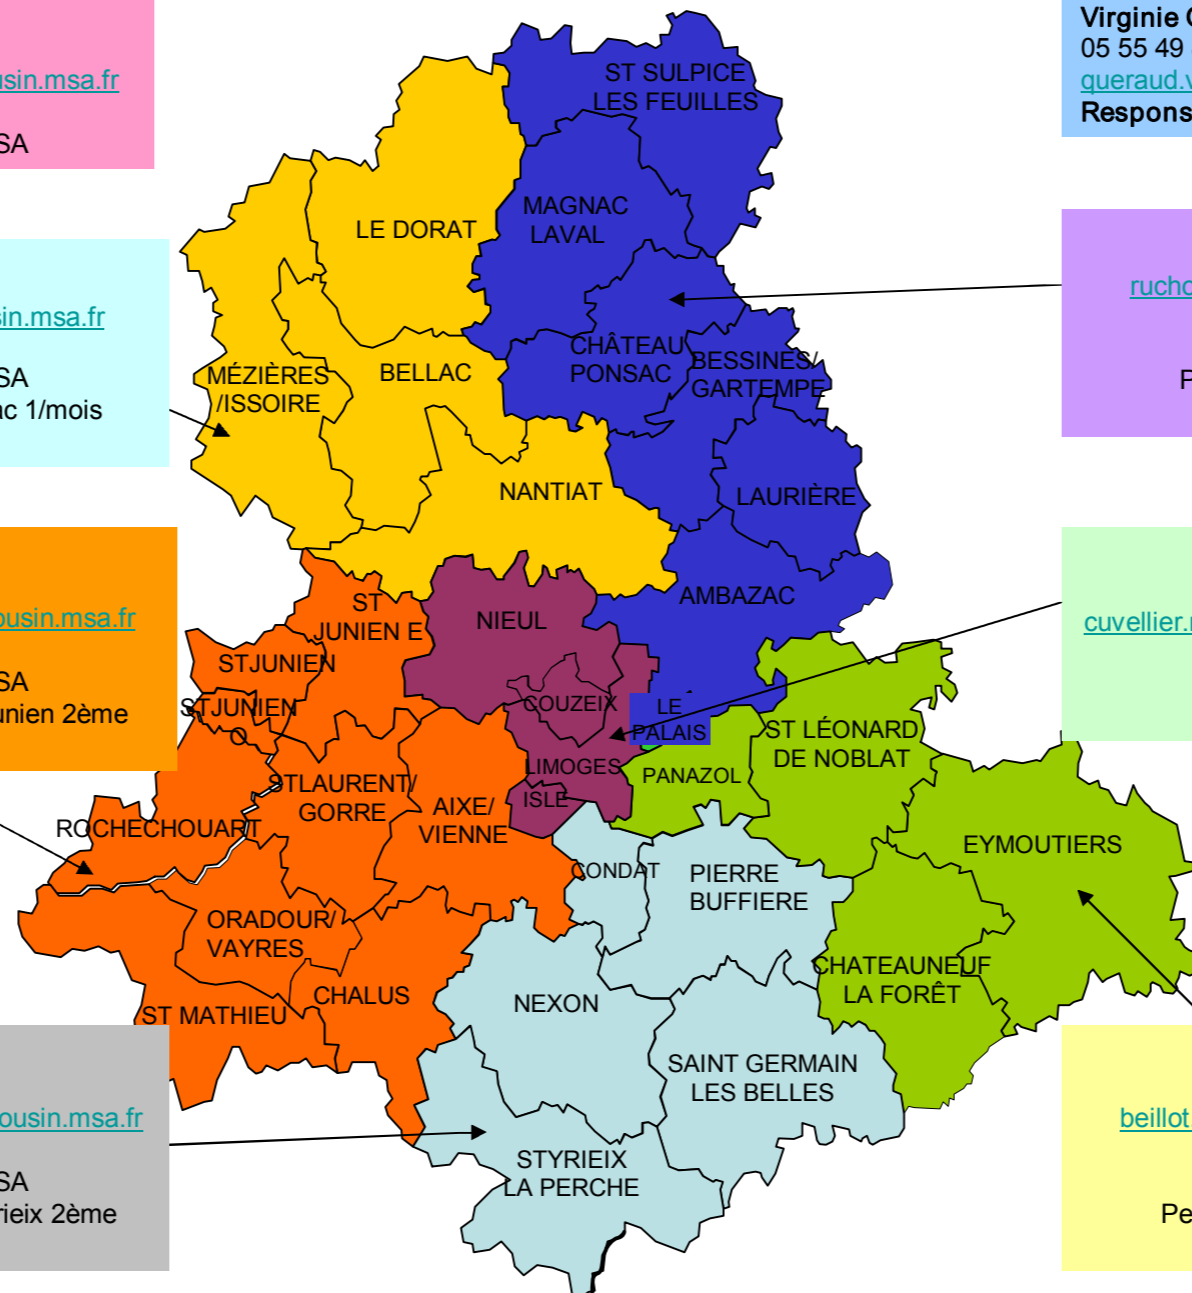 usin.msa.fr
SA
Virginie
05 55 49
queraud.v
Respons
ST SULPICE
LES FEUILLES
MAGNAC
LAVAL
LE DORAT
sin.msa.fr
SA
ac 1/mois
rucho
P
CHÂTEAU
PONSAC
BESSINES/
GARTEMPE
MÉZIÈRES
/ISSOIRE
BELLAC
NANTIAT
LAURIÈRE
AMBAZAC
ousin.msa.fr
SA
unien 2ème
cuvellier.r
ST
JUNIEN E
NIEUL
STJUNIEN
STJUNIEN
O
COUZEIX
LE
PALAIS
ST LÉONARD
DE NOBLAT
LIMOGES
PANAZOL
ISLE
STLAURENT/
GORRE
AIXE/
VIENNE
ROCHECHOUART
EYMOUTIERS
CONDAT
PIERRE
BUFFIERE
ORADOUR/
VAYRES
CHATEAUNEUF
LA FORÊT
CHALUS
NEXON
ST MATHIEU
SAINT GERMAIN
LES BELLES
ousin.msa.fr
SA
rieix 2ème
beillot.
Pe
STYRIEIX
LA PERCHE